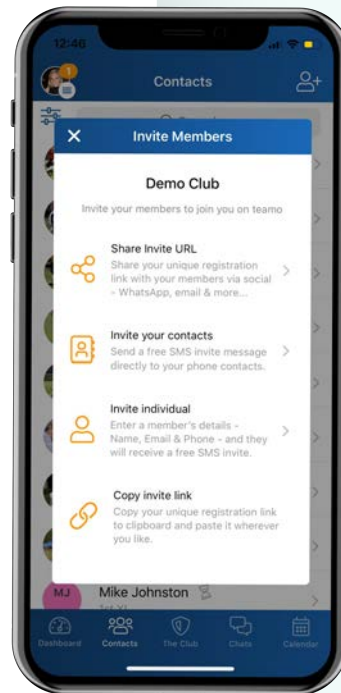 12:46
1
Contacts
Invite Members
Demo Club
Invite your members to join you on teamo
Share Invite URL
Share your unique registration
link with your members via social
- WhatsApp, email & more...
Invite your contacts
Send a free SMS invite message
directly to your phone contacts.
Invite individual
Enter a member's details -
Name, Email & Phone - and they
will receive a free SMS invite.
Copy invite link
Copy your unique registration link
to clipboard and paste it wherever
you like.
MJ
Mike Johnston
Dashboard
Contacts
The Club
Chats
Calendar